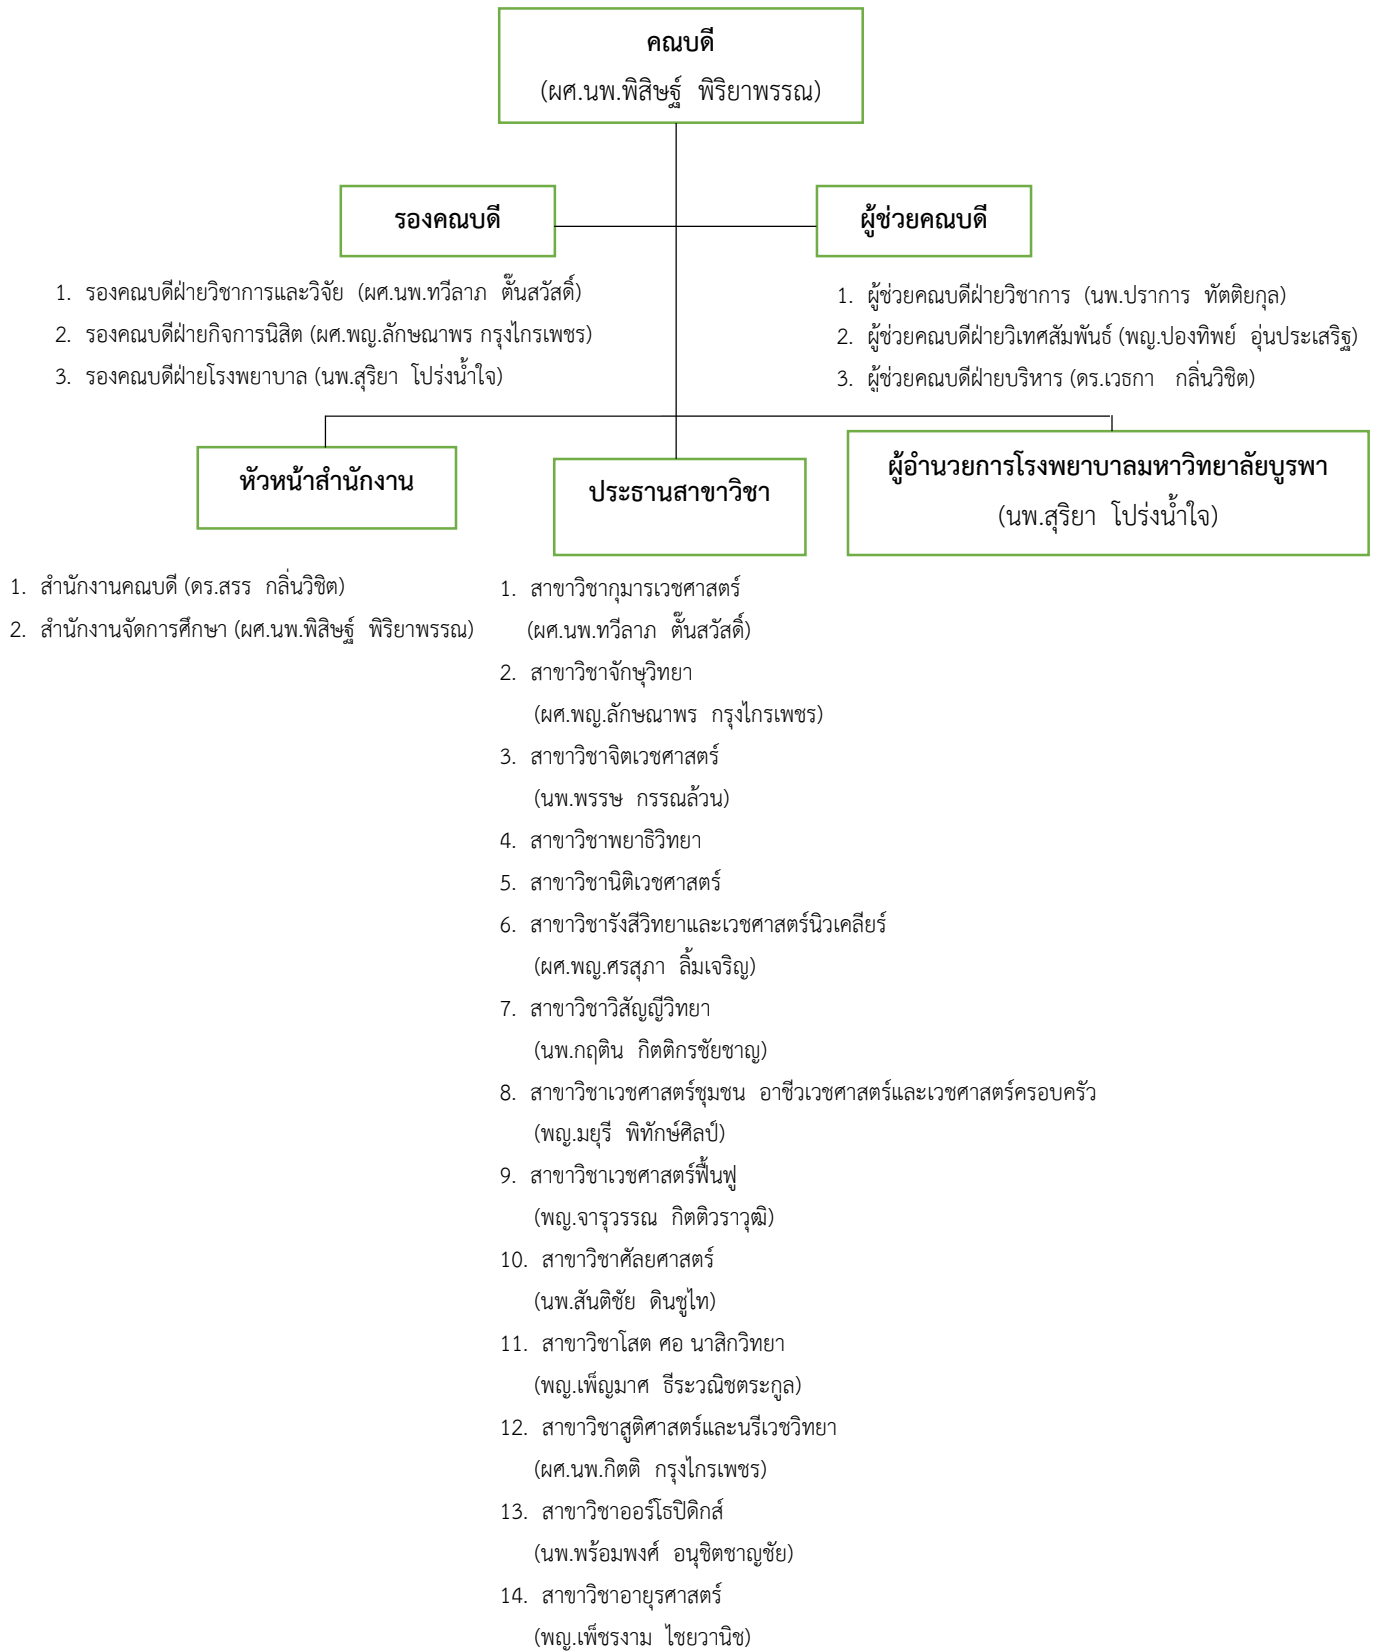 คณบดี
(ผศ.นพ.พิสิษฐ์ พิริยาพรรณ)
รองคณบดี
1. รองคณบดีฝ่ายวิชาการและวิจัย (ผศ.นพ.ทวีลาภ ตั๊นสวัสดิ์)
2. รองคณบดีฝ่ายกิจการนิสิต (ผศ.พญ.ลักษณาพร กรุงไกรเพชร)
3. รองคณบดีฝ่ายโรงพยาบาล (นพ.สุริยา โปร่งน้ำใจ)
ผู้ช่วยคณบดี
1. ผู้ช่วยคณบดีฝ่ายวิชาการ (นพ.ปราการ ทัตติยกุล)
2. ผู้ช่วยคณบดีฝ่ายวิเทศสัมพันธ์ (พญ.ปองทิพย์ อุ่นประเสริฐ)
3. ผู้ช่วยคณบดีฝ่ายบริหาร (ดร.เวธกา กลิ่นวิชิต)
หัวหน้าสำนักงาน
1. สำนักงานคณบดี (ดร.สรร กลิ่นวิชิต)
2. สำนักงานจัดการศึกษา (ผศ.นพ.พิสิษฐ์ พิริยาพรรณ)
ประธานสาขาวิชา
1. สาขาวิชากุมารเวชศาสตร์
(ผศ.นพ.ทวีลาภ ตั๊นสวัสดิ์)
2. สาขาวิชาจักษุวิทยา
(ผศ.พญ.ลักษณาพร กรุงไกรเพชร)
3. สาขาวิชาจิตเวชศาสตร์
(นพ.พรรษ กรรณล้วน)
4. สาขาวิชาพยาธิวิทยา
5. สาขาวิชานิติเวชศาสตร์
6. สาขาวิชารังสีวิทยาและเวชศาสตร์นิวเคลียร์
(ผศ.พญ.ศรสุภา ลิ้มเจริญ)
7. สาขาวิชาวิสัญญีวิทยา
(นพ.กฤติน กิตติกรชัยชาญ)
8. สาขาวิชาเวชศาสตร์ชุมชน อาชีวเวชศาสตร์และเวชศาสตร์ครอบครัว
(พญ.มยุรี พิทักษ์ศิลป์)
9. สาขาวิชาเวชศาสตร์ฟื้นฟู
(พญ.จารุวรรณ กิตติวราวุฒิ)
10. สาขาวิชาศัลยศาสตร์
(นพ.สันติชัย ดินชูไท)
11. สาขาวิชาโสต ศอ นาสิกวิทยา
(พญ.เพ็ญมาศ ธีระวณิชตระกูล)
12. สาขาวิชาสูติศาสตร์และนรีเวชวิทยา
(ผศ.นพ.กิตติ กรุงไกรเพชร)
13. สาขาวิชาออร์โธปิดิกส์
(นพ.พร้อมพงศ์ อนุชิตชาญชัย)
14. สาขาวิชาอายุรศาสตร์
(พญ.เพ็ชรงาม ไชยวานิช)
ผู้อำนวยการโรงพยาบาลมหาวิทยาลัยบูรพา
(นพ.สุริยา โปร่งน้ำใจ)